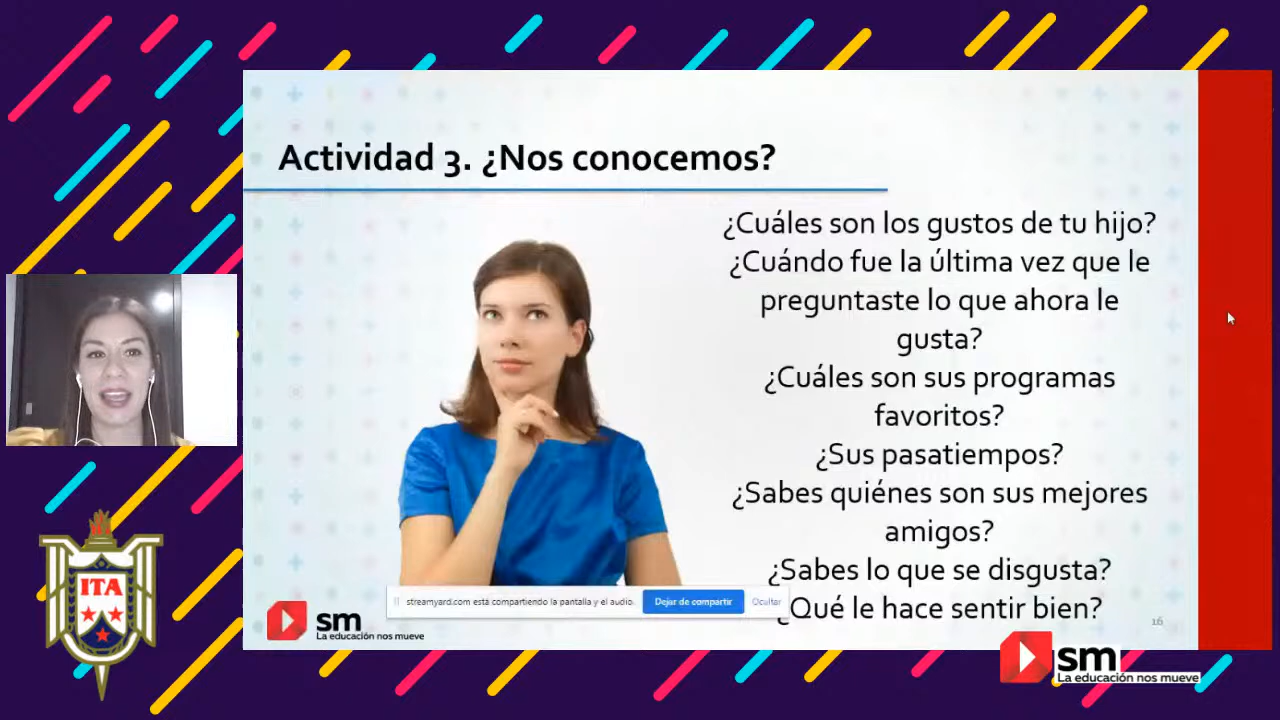 Actividad 3. ¿Nos conocemos?
¿Cuáles son los gustos de tu hijo?
¿Cuándo fue la última vez que le
preguntaste lo que ahora le
gusta?
¿Cuáles son sus programas
favoritos?
¿Sus pasatiempos?
¿Sabes quiénes son sus mejores
amigos?
¿Sabes lo que se disgusta?
¿Qué le hace sentir bien?
streamyard.com está compartiendo la pantalla y el audio.
Dejar de compartir
Ocultar
sm
La educación nos mueve
16
ITA
sm
La educación nos mueve